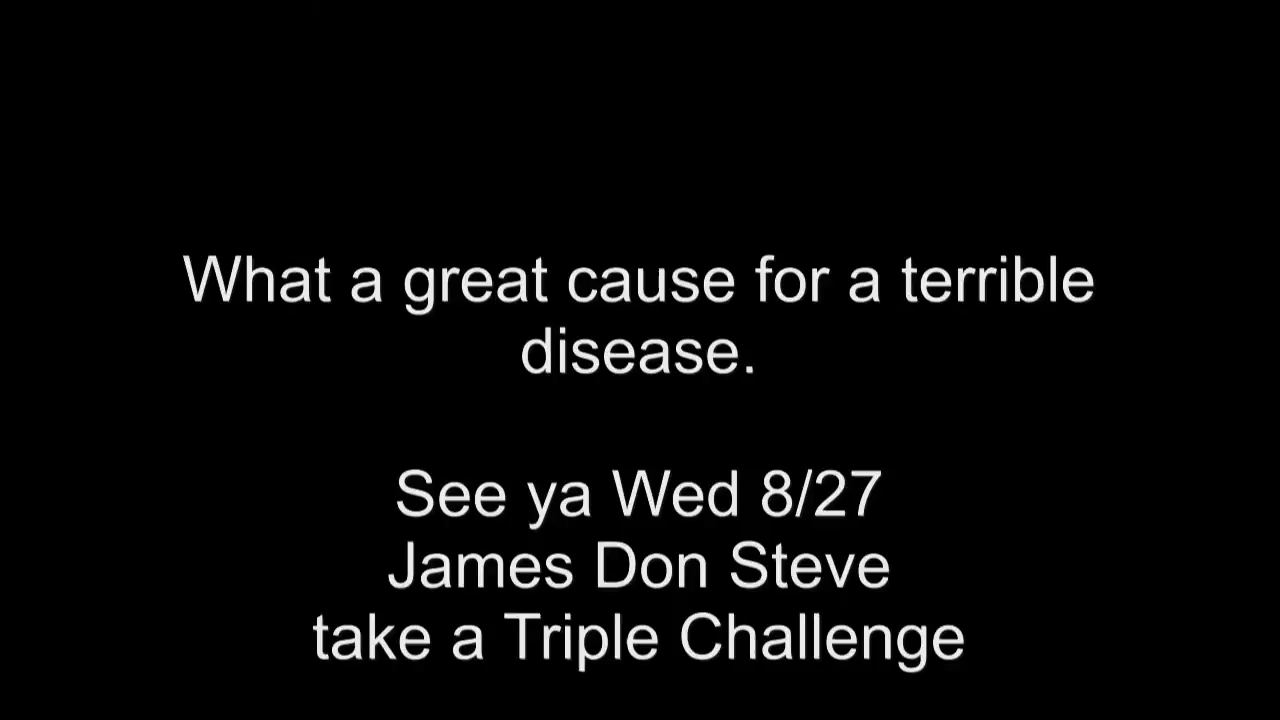 What a great cause for a terrible
disease.
See ya Wed 8/27
James Don Steve
take a Triple Challenge